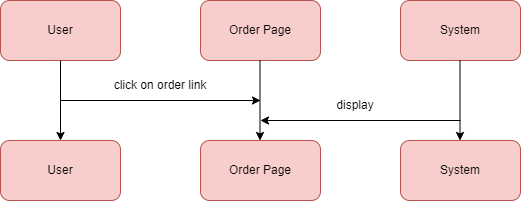 User
Order Page
System
click on order link
display
User
Order Page
System